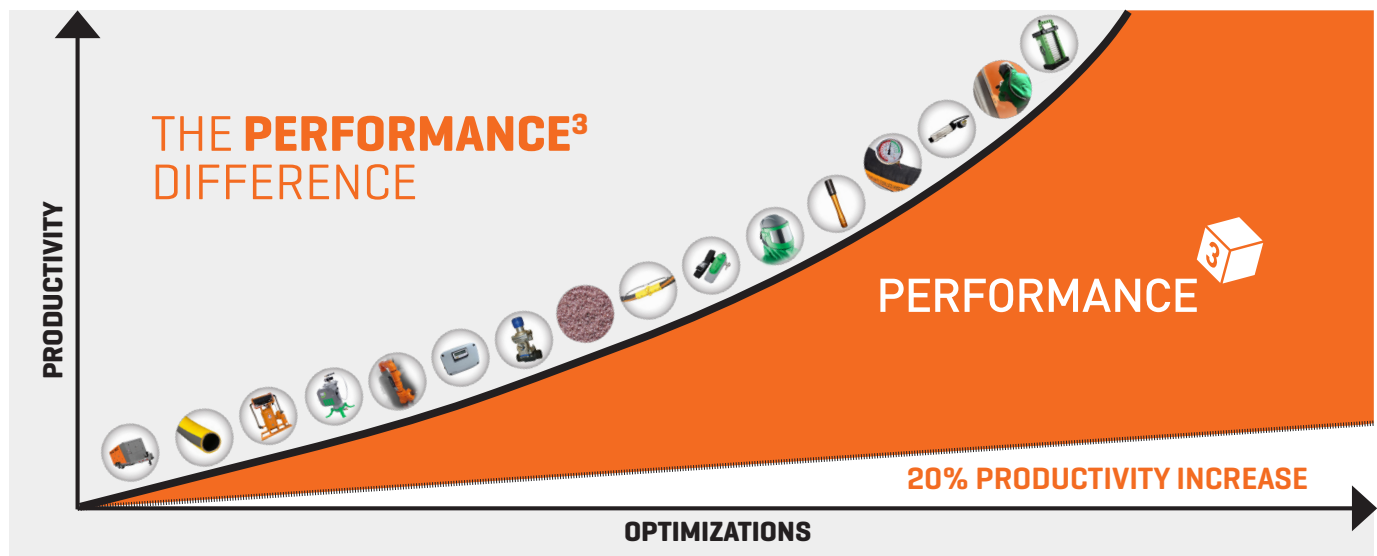 THE PERFORMANCE³
DIFFERENCE
PRODUCTIVITY
3
PERFORMANCE
20% PRODUCTIVITY INCREASE
OPTIMIZATIONS